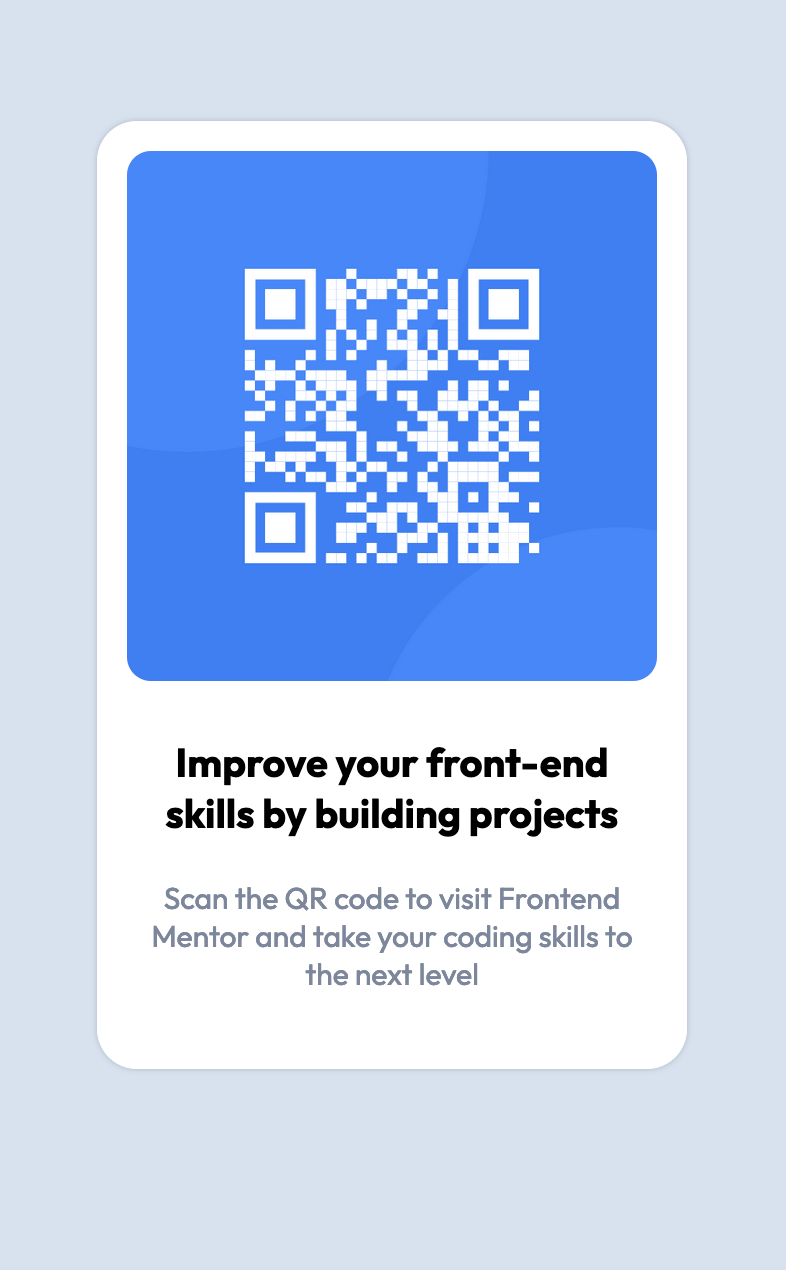 Improve your front-end
skills by building projects
Scan the QR code to visit Frontend
Mentor and take your coding skills to
the next level